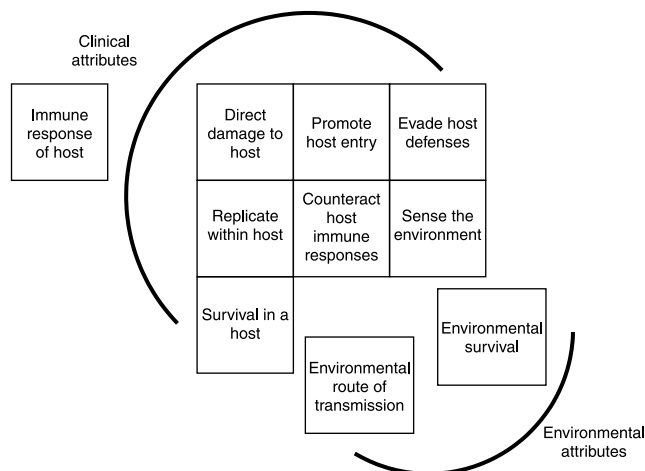 Clinical
attributes
Immune
response
of host
Direct
damage to
host
Promote
host entry
Evade host
defenses
Replicate
within host
Counteract
host
immune
responses
Sense the
environment
Survival in a
host
Environmental
route of
transmission
Environmental
survival
Environmental
attributes